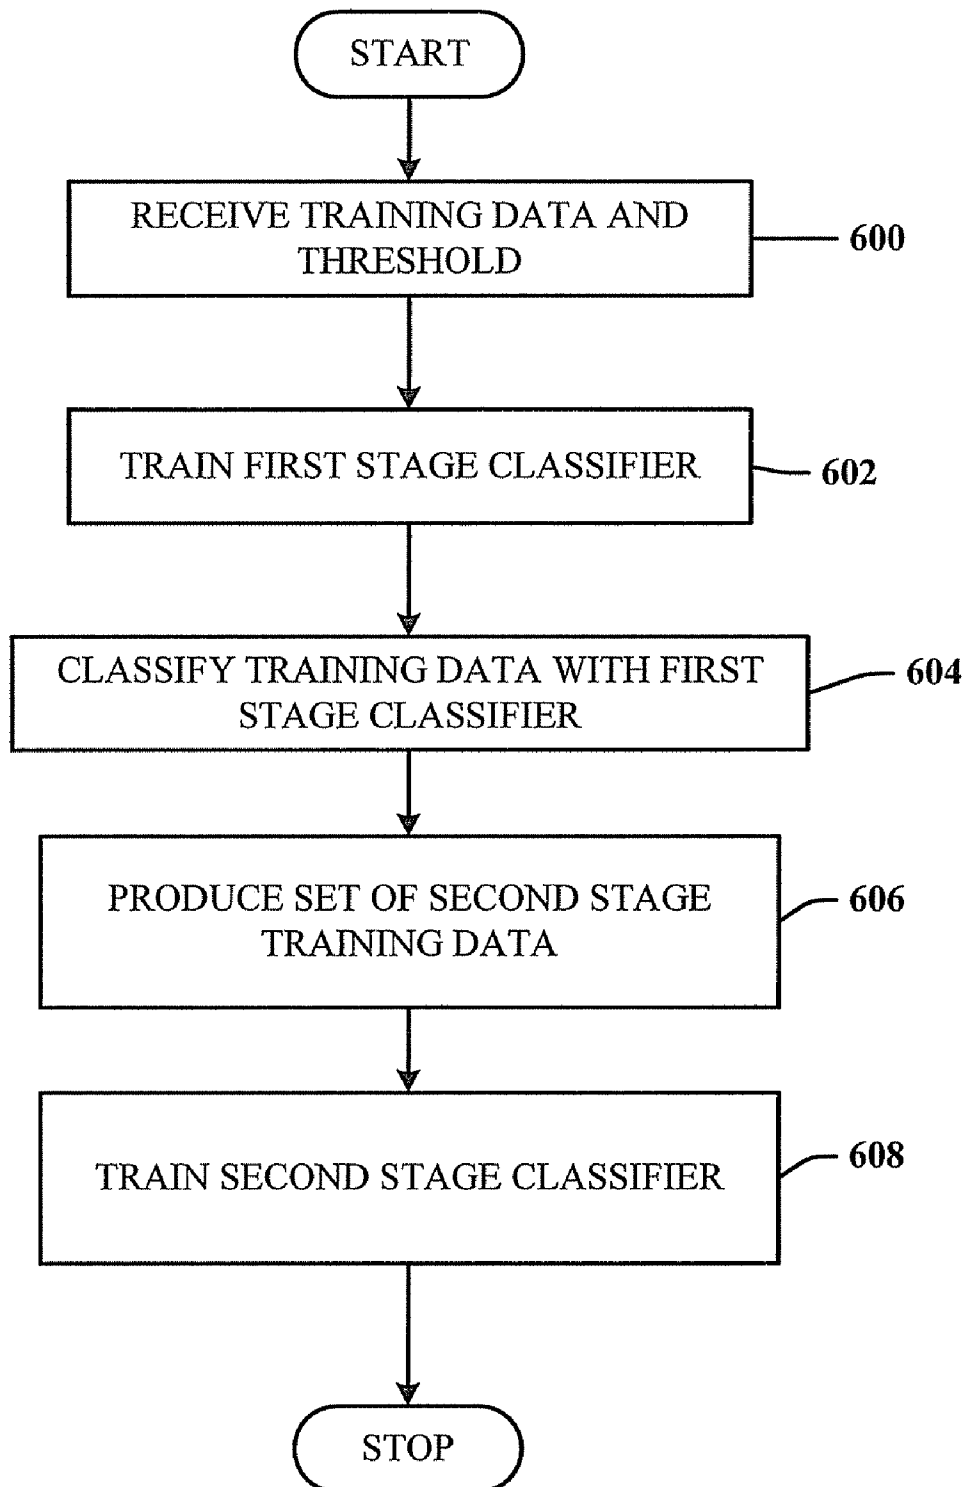 START
RECEIVE TRAINING DATA AND
THRESHOLD
600
TRAIN FIRST STAGE CLASSIFIER
602
CLASSIFY TRAINING DATA WITH FIRST
STAGE CLASSIFIER
604
PRODUCE SET OF SECOND STAGE
TRAINING DATA
606
TRAIN SECOND STAGE CLASSIFIER
608
STOP